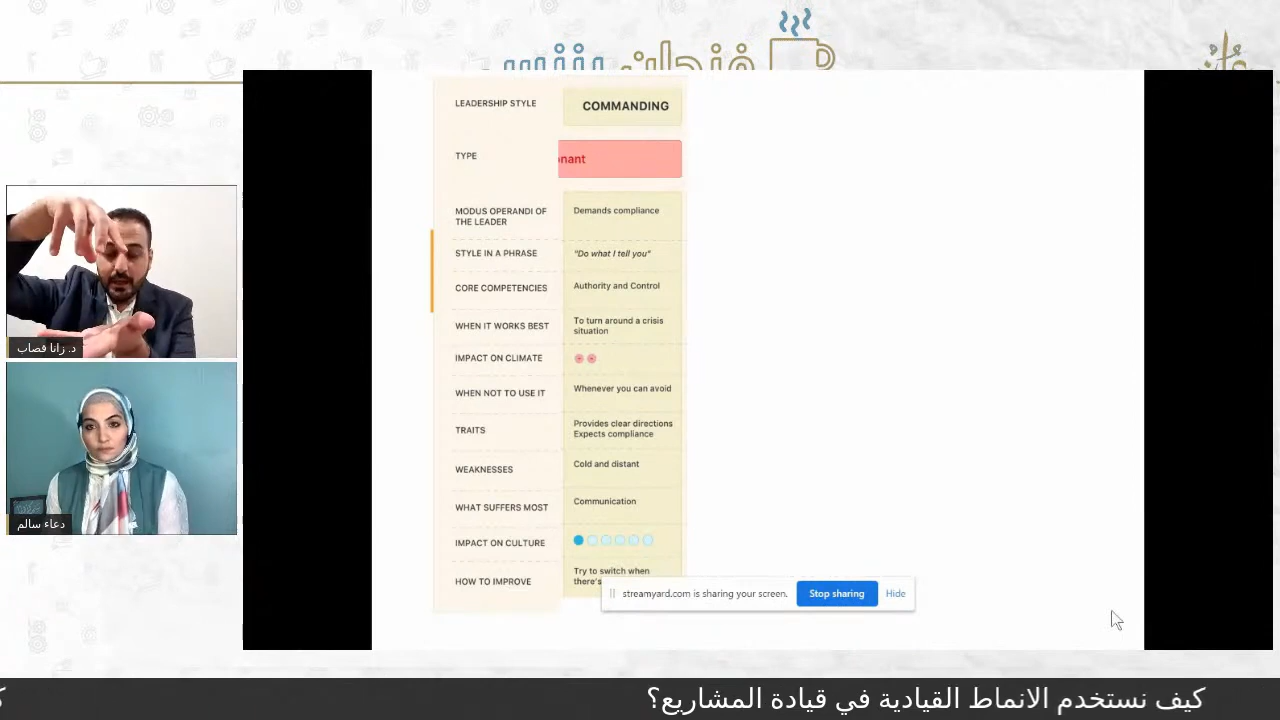 فنجان بزنس
LEADERSHIP STYLE
COMMANDING
TYPE
onant
MODUS OPERANDI OF
THE LEADER
Demands compliance
STYLE IN A PHRASE
"Do what I tell you"
CORE COMPETENCIES
Authority and Control
WHEN IT WORKS BEST
To turn around a crisis
situation
IMPACT ON CLIMATE
WHEN NOT TO USE IT
Whenever you can avoid
TRAITS
Provides clear directions
Expects compliance
WEAKNESSES
Cold and distant
WHAT SUFFERS MOST
Communication
IMPACT ON CULTURE
HOW TO IMPROVE
Try to switch when
there's
streamyard.com is sharing your screen.
Stop sharing
Hide
د. زانا قصاب
دعاء سالم
كيف نستخدم الانماط القيادية في قيادة المشاريع؟